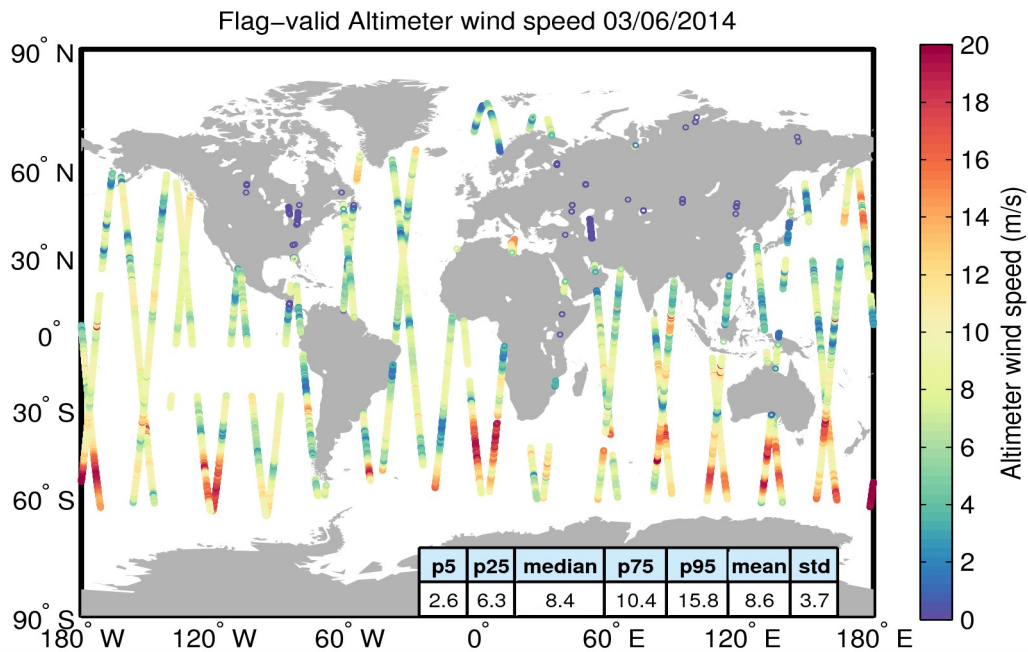 Flag−valid Altimeter wind speed 03/06/2014
90° N
60° N
30° N
0°
30° S
60° S
90° S
180° W
120° W
60° W
0°
60° E
120° E
180° E
p5 p25 median p75 p95 mean std
2.6 6.3 8.4 10.4 15.8 8.6 3.7
20
18
16
14
12
10
8
6
4
2
0
Altimeter wind speed (m/s)